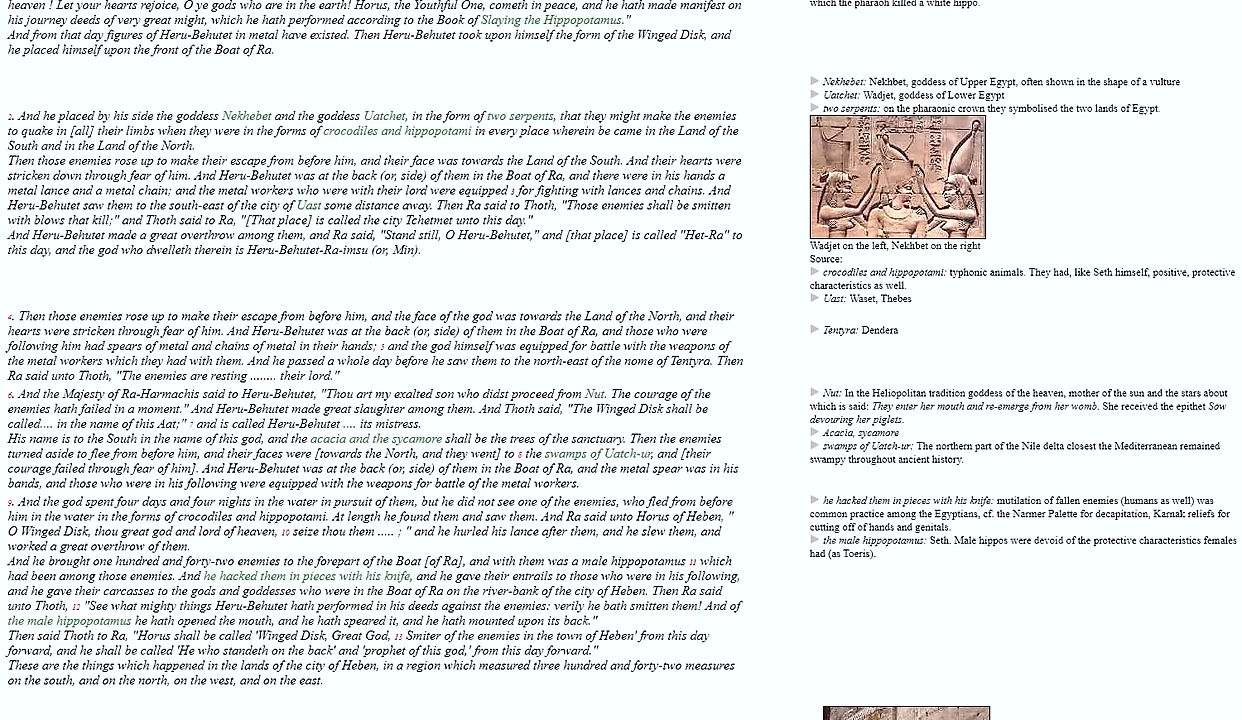 heaven ! Let your hearts rejoice, O ye gods who are in the earth! Horus, the Youthful One, cometh in peace, and he hath made manifest on
his journey deeds of very great might, which he hath performed according to the Book of Slaying the Hippopotamus."
And from that day figures of Heru-Behutet in metal have existed. Then Heru-Behutet took upon himself the form of the Winged Disk, and
he placed himself upon the front of the Boat of Ra.
2. And he placed by his side the goddess Nekhebet and the goddess Uatchet, in the form of two serpents, that they might make the enemies
to quake in [all] their limbs when they were in the forms of crocodiles and hippopotami in every place wherein be came in the Land of the
South and in the Land of the North.
Then those enemies rose up to make their escape from before him, and their face was towards the Land of the South. And their hearts were
stricken down through fear of him. And Heru-Behutet was at the back (or, side) of them in the Boat of Ra, and there were in his hands a
metal lance and a metal chain; and the metal workers who were with their lord were equipped 3 for fighting with lances and chains. And
Heru-Behutet saw them to the south-east of the city of Uast some distance away. Then Ra said to Thoth, "Those enemies shall be smitten
with blows that kill;" and Thoth said to Ra, "[That place] is called the city Tchetmet unto this day."
And Heru-Behutet made a great overthrow among them, and Ra said, "Stand still, O Heru-Behutet," and [that place] is called "Het-Ra" to
this day, and the god who dwelleth therein is Heru-Behutet-Ra-imsu (or, Min).
4. Then those enemies rose up to make their escape from before him, and the face of the god was towards the Land of the North, and their
hearts were stricken through fear of him. And Heru-Behutet was at the back (or, side) of them in the Boat of Ra, and those who were
following him had spears of metal and chains of metal in their hands; 5 and the god himself was equipped for battle with the weapons of
the metal workers which they had with them. And he passed a whole day before he saw them to the north-east of the nome of Tentyra. Then
Ra said unto Thoth, "The enemies are resting ........ their lord."
6. And the Majesty of Ra-Harmachis said to Heru-Behutet, "Thou art my exalted son who didst proceed from Nut. The courage of the
enemies hath failed in a moment." And Heru-Behutet made great slaughter among them. And Thoth said, "The Winged Disk shall be
called.... in the name of this Aat;" 7 and is called Heru-Behutet .... its mistress.
His name is to the South in the name of this god, and the acacia and the sycamore shall be the trees of the sanctuary. Then the enemies
turned aside to flee from before him, and their faces were [towards the North, and they went] to 8 the swamps of Uatch-ur, and [their
courage failed through fear of him]. And Heru-Behutet was at the back (or, side) of them in the Boat of Ra, and the metal spear was in his
hands, and those who were in his following were equipped with the weapons for battle of the metal workers.
9. And the god spent four days and four nights in the water in pursuit of them, but he did not see one of the enemies, who fled from before
him in the water in the forms of crocodiles and hippopotami. At length he found them and saw them. And Ra said unto Horus of Heben, "
O Winged Disk, thou great god and lord of heaven, 10 seize thou them ..... ; " and he hurled his lance after them, and he slew them, and
worked a great overthrow of them.
And he brought one hundred and forty-two enemies to the forepart of the Boat [of Ra], and with them was a male hippopotamus 11 which
had been among those enemies. And he hacked them in pieces with his knife, and he gave their entrails to those who were in his following,
and he gave their carcasses to the gods and goddesses who were in the Boat of Ra on the river-bank of the city of Heben. Then Ra said
unto Thoth, 12 "See what mighty things Heru-Behutet hath performed in his deeds against the enemies: verily he bath smitten them! And of
the male hippopotamus he hath opened the mouth, and he hath speared it, and he hath mounted upon its back."
Then said Thoth to Ra, "Horus shall be called 'Winged Disk, Great God, 13 Smiter of the enemies in the town of Heben' from this day
forward, and he shall be called 'He who standeth on the back' and 'prophet of this god,' from this day forward."
These are the things which happened in the lands of the city of Heben, in a region which measured three hundred and forty-two measures
on the south, and on the north, on the west, and on the east.
which the pharaoh killed a white hippo.
Nekhebet: Nekhbet, goddess of Upper Egypt, often shown in the shape of a vulture
Uatchet: Wadjet, goddess of Lower Egypt
two serpents: on the pharaonic crown they symbolised the two lands of Egypt.
Wadjet on the left, Nekhbet on the right
Source:
crocodiles and hippopotami: typhonic animals. They had, like Seth himself, positive, protective
characteristics as well.
Uast: Waset, Thebes
Tentyra: Dendera
Nut: In the Heliopolitan tradition goddess of the heaven, mother of the sun and the stars about
which is said: They enter her mouth and re-emerge from her womb. She received the epithet Sow
devouring her piglets.
Acacia, sycamore
swamps of Uatch-ur: The northern part of the Nile delta closest the Mediterranean remained
swampy throughout ancient history.
he hacked them in pieces with his knife: mutilation of fallen enemies (humans as well) was
common practice among the Egyptians, cf. the Narmer Palette for decapitation, Karnak reliefs for
cutting off of hands and genitals.
the male hippopotamus: Seth. Male hippos were devoid of the protective characteristics females
had (as Toeris).